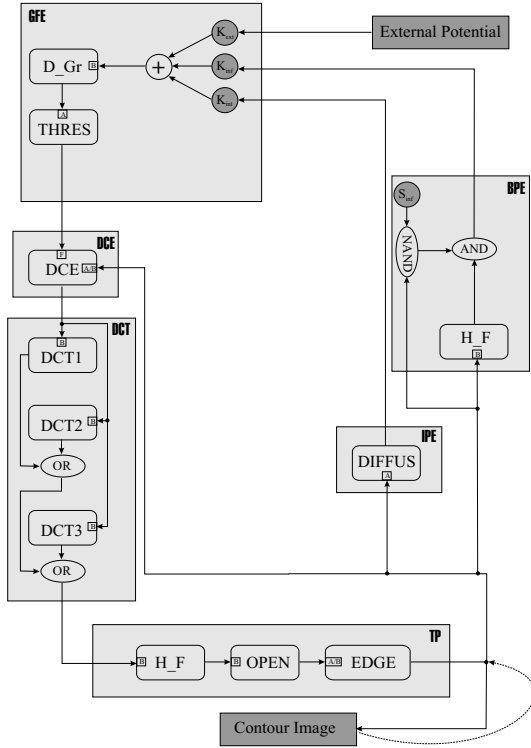 GFE
K_ext
External Potential
D_Gr
B
+
K_inf
K_int
A
THRES
BPE
S_inf
DCE
F
DCE
A/B
NAND
AND
DCT
B
DCT1
H_F
B
DCT2
B
IPE
OR
DIFFUS
A
DCT3
B
OR
TP
B
H_F
B
OPEN
A/B
EDGE
Contour Image